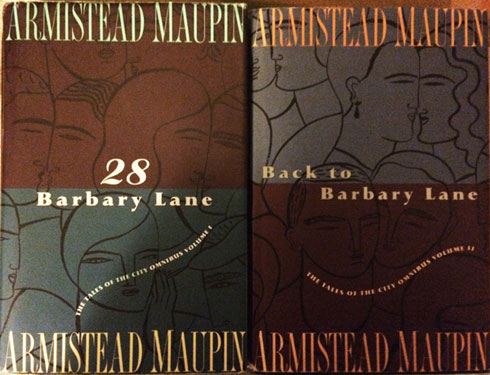 ARMISTEAD MAUPIN
28
Barbary Lane
THE TALES OF THE CITY OMNIBUS VOLUME I
ARMISTEAD MAUPIN
ARMISTEAD MAUPIN
Back to
Barbary Lane
THE TALES OF THE CITY OMNIBUS VOLUME II
ARMISTEAD MAUPIN